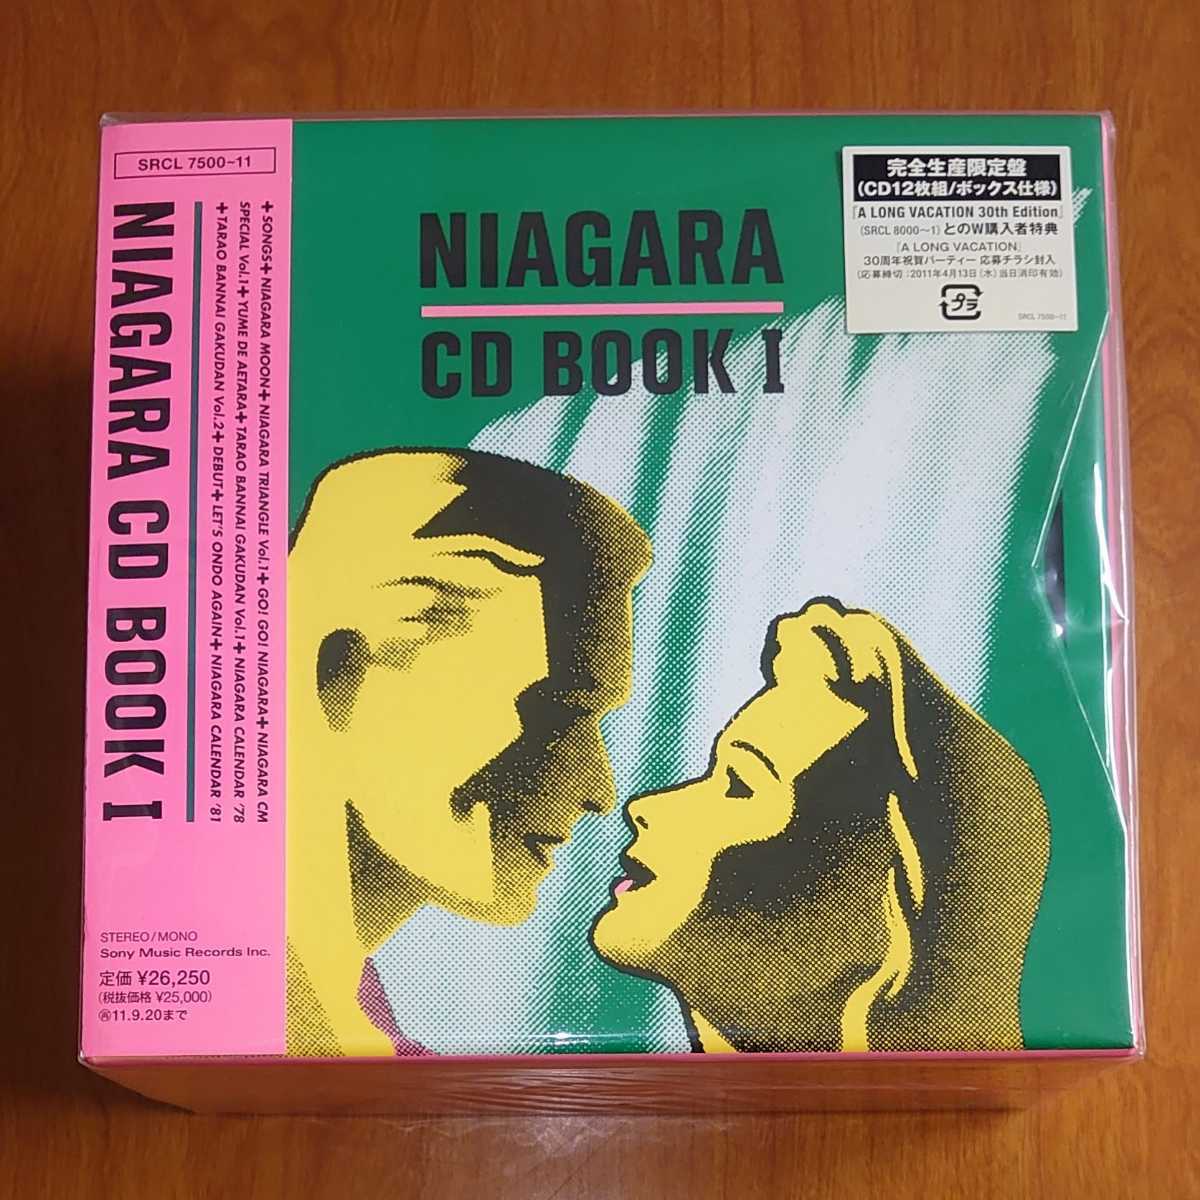 SRCL 7500~11
NIAGARA CD BOOK I
+ SONGS+ NIAGARA MOON+ NIAGARA TRIANGLE Vol.1+ GO! GO! NIAGARA+ NIAGARA CM
SPECIAL Vol.1+ YUME DE AETARA+ TARAO BANNAI GAKUDAN Vol.1+ NIAGARA CALENDAR '78
+ TARAO BANNAI GAKUDAN Vol.2+ DEBUT+ LET'S ONDO AGAIN+ NIAGARA CALENDAR '81
STEREO/MONO
Sony Music Records Inc.
定価 ¥26,250
(税抜価格 ¥25,000)
㋐11.9.20まで
NIAGARA
CD BOOK I
完全生産限定盤
(CD12枚組/ボックス仕様)
『A LONG VACATION 30th Edition』
(SRCL 8000~1) とのW購入者特典
『A LONG VACATION』
30周年祝賀パーティー 応募チラシ封入
(応募締切:2011年4月13日(水)当日消印有効)
プラ
SRCL 7500~11